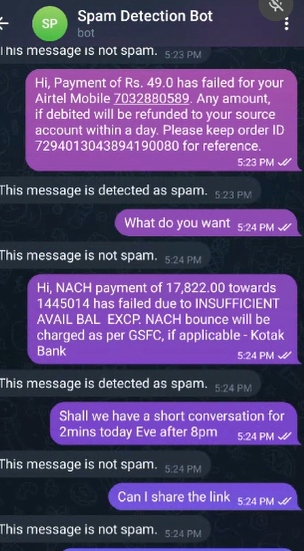 SP
Spam Detection Bot
bot
This message is not spam. 5:23 PM
Hi, Payment of Rs. 49.0 has failed for your
Airtel Mobile 7032880589. Any amount,
if debited will be refunded to your source
account within a day. Please keep order ID
7294013043894190080 for reference.
5:23 PM
This message is detected as spam. 5:23 PM
What do you want 5:24 PM
This message is not spam. 5:24 PM
Hi, NACH payment of 17,822.00 towards
1445014 has failed due to INSUFFICIENT
AVAIL BAL EXCP. NACH bounce will be
charged as per GSFC, if applicable - Kotak
Bank
5:24 PM
This message is detected as spam. 5:24 PM
Shall we have a short conversation for
2mins today Eve after 8pm 5:24 PM
This message is not spam. 5:24 PM
Can I share the link 5:24 PM
This message is not spam. 5:24 PM